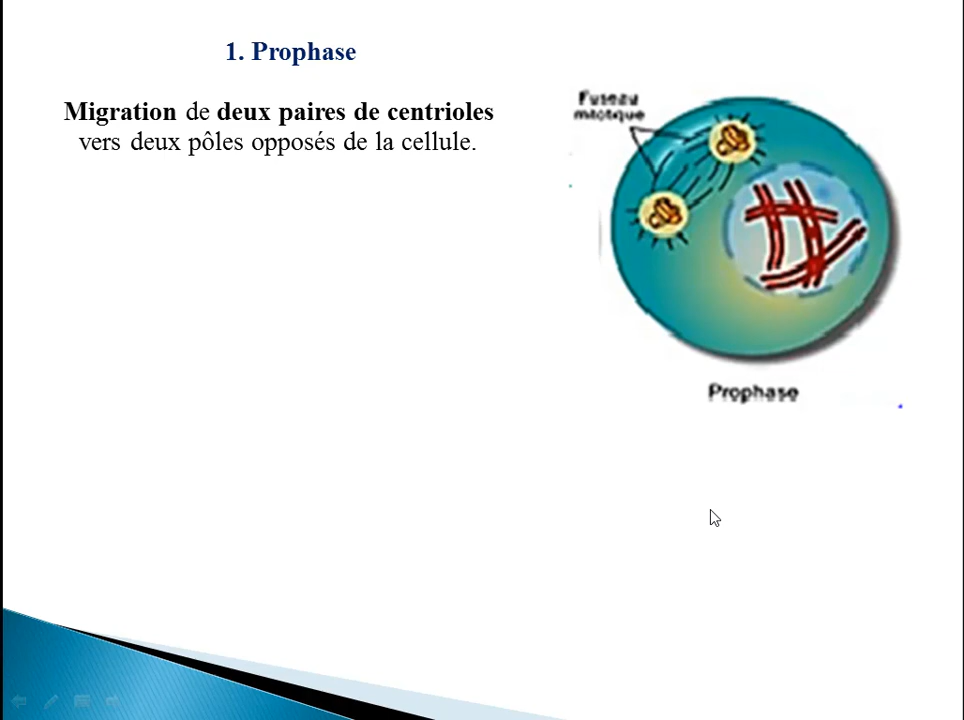 1. Prophase
Migration de deux paires de centrioles
vers deux pôles opposés de la cellule.
Fuseau
mitotique
Prophase